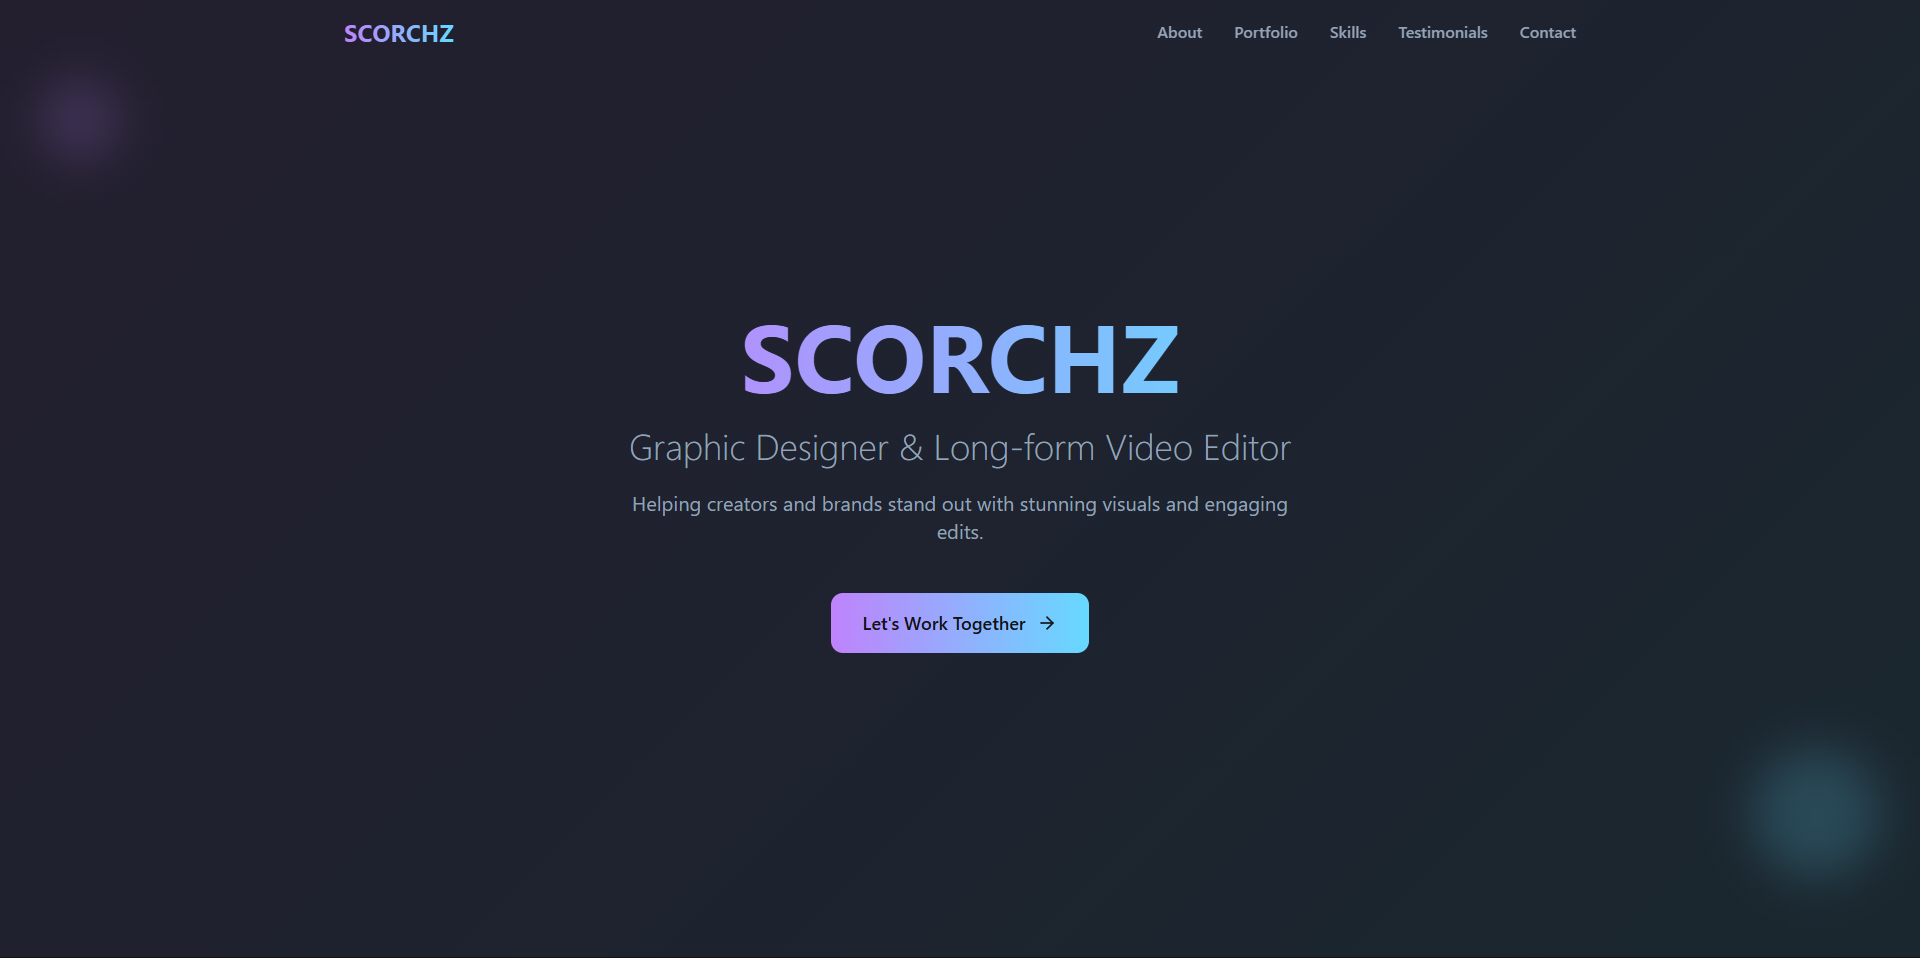 SCORCHZ
About Portfolio Skills Testimonials Contact
SCORCHZ
Graphic Designer & Long-form Video Editor
Helping creators and brands stand out with stunning visuals and engaging
edits.
Let's Work Together